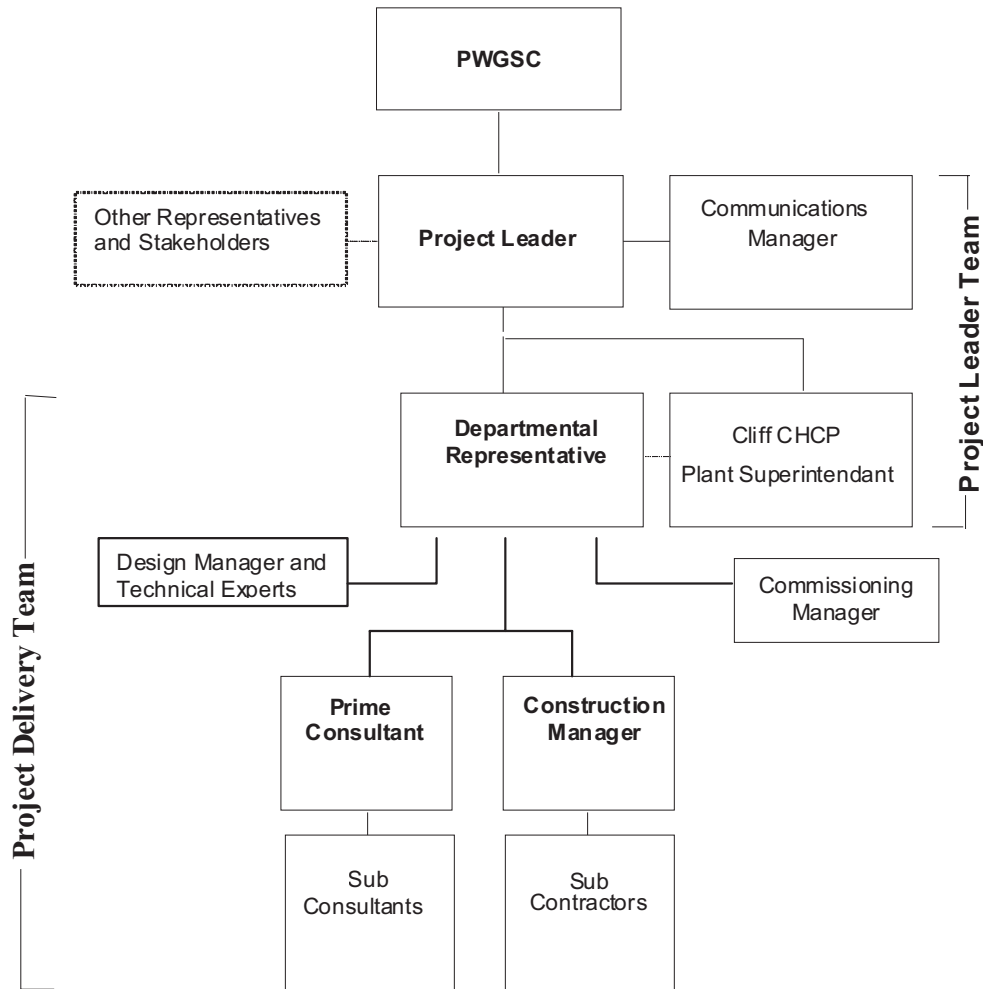 PWGSC
Other Representatives
and Stakeholders
Project Leader
Communications
Manager
Project Leader Team
Departmental
Representative
Cliff CHCP
Plant Superintendant
Project Delivery Team
Design Manager and
Technical Experts
Commissioning
Manager
Prime
Consultant
Construction
Manager
Sub
Consultants
Sub
Contractors